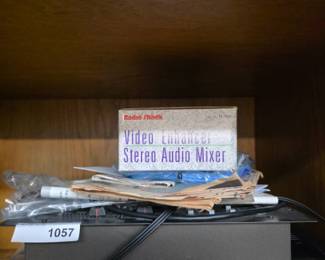 Radio Shack
Video Enhancer
Stereo Audio Mixer
1057